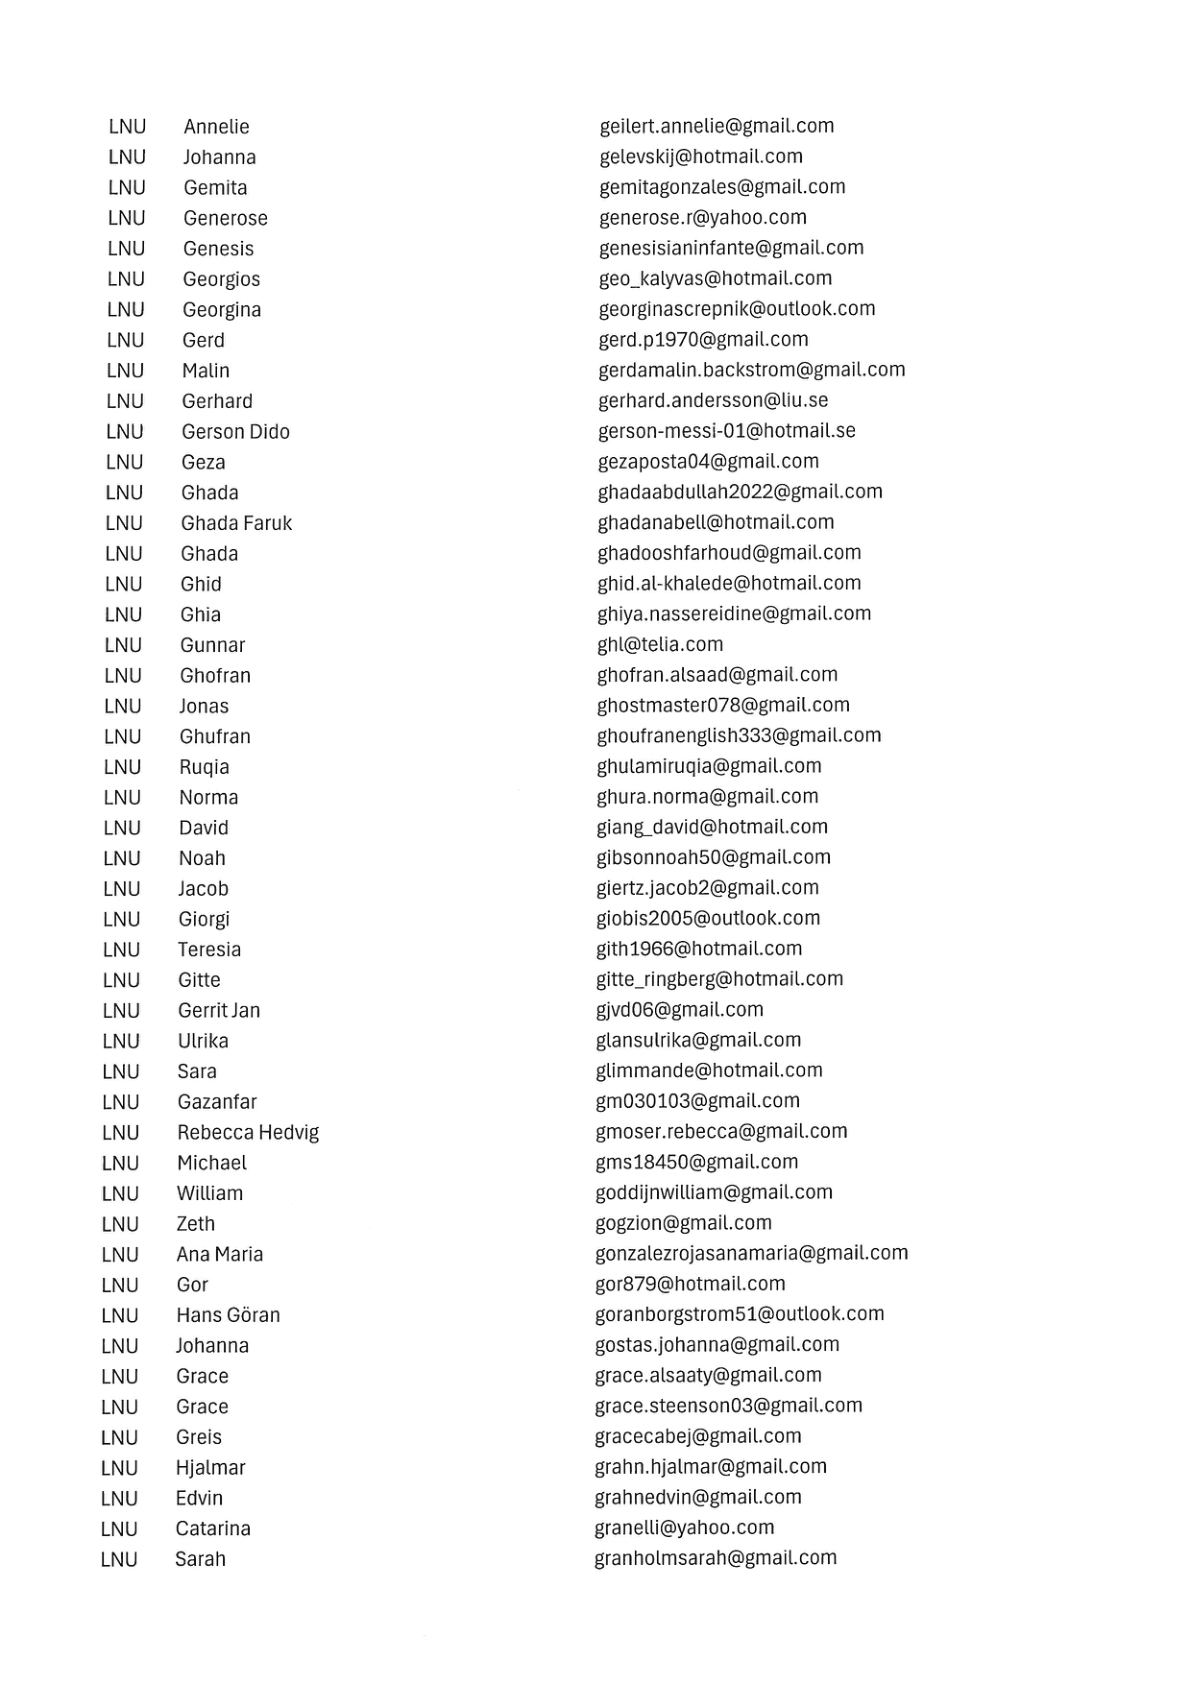 LNU Annelie geilert.annelie@gmail.com
LNU Johanna gelevskij@hotmail.com
LNU Gemita gemitagonzales@gmail.com
LNU Generose generose.r@yahoo.com
LNU Genesis genesisianinfante@gmail.com
LNU Georgios geo_kalyvas@hotmail.com
LNU Georgina georginascrepnik@outlook.com
LNU Gerd gerd.p1970@gmail.com
LNU Malin gerdamalin.backstrom@gmail.com
LNU Gerhard gerhard.andersson@liu.se
LNU Gerson Dido gerson-messi-01@hotmail.se
LNU Geza gezaposta04@gmail.com
LNU Ghada ghadaabdullah2022@gmail.com
LNU Ghada Faruk ghadanabell@hotmail.com
LNU Ghada ghadooshfarhoud@gmail.com
LNU Ghid ghid.al-khalede@hotmail.com
LNU Ghia ghiya.nassereidine@gmail.com
LNU Gunnar ghl@telia.com
LNU Ghofran ghofran.alsaad@gmail.com
LNU Jonas ghostmaster078@gmail.com
LNU Ghufran ghoufranenglish333@gmail.com
LNU Ruqia ghulamiruqia@gmail.com
LNU Norma ghura.norma@gmail.com
LNU David giang_david@hotmail.com
LNU Noah gibsonnoah50@gmail.com
LNU Jacob giertz.jacob2@gmail.com
LNU Giorgi giobis2005@outlook.com
LNU Teresia gith1966@hotmail.com
LNU Gitte gitte_ringberg@hotmail.com
LNU Gerrit Jan gjvd06@gmail.com
LNU Ulrika glansulrika@gmail.com
LNU Sara glimmande@hotmail.com
LNU Gazanfar gm030103@gmail.com
LNU Rebecca Hedvig gmoser.rebecca@gmail.com
LNU Michael gms18450@gmail.com
LNU William goddijnwilliam@gmail.com
LNU Zeth gogzion@gmail.com
LNU Ana Maria gonzalezrojasanamaria@gmail.com
LNU Gor gor879@hotmail.com
LNU Hans Göran goranborgstrom51@outlook.com
LNU Johanna gostas.johanna@gmail.com
LNU Grace grace.alsaaty@gmail.com
LNU Grace grace.steenson03@gmail.com
LNU Greis gracecabej@gmail.com
LNU Hjalmar grahn.hjalmar@gmail.com
LNU Edvin grahnedvin@gmail.com
LNU Catarina granelli@yahoo.com
LNU Sarah granholmsarah@gmail.com